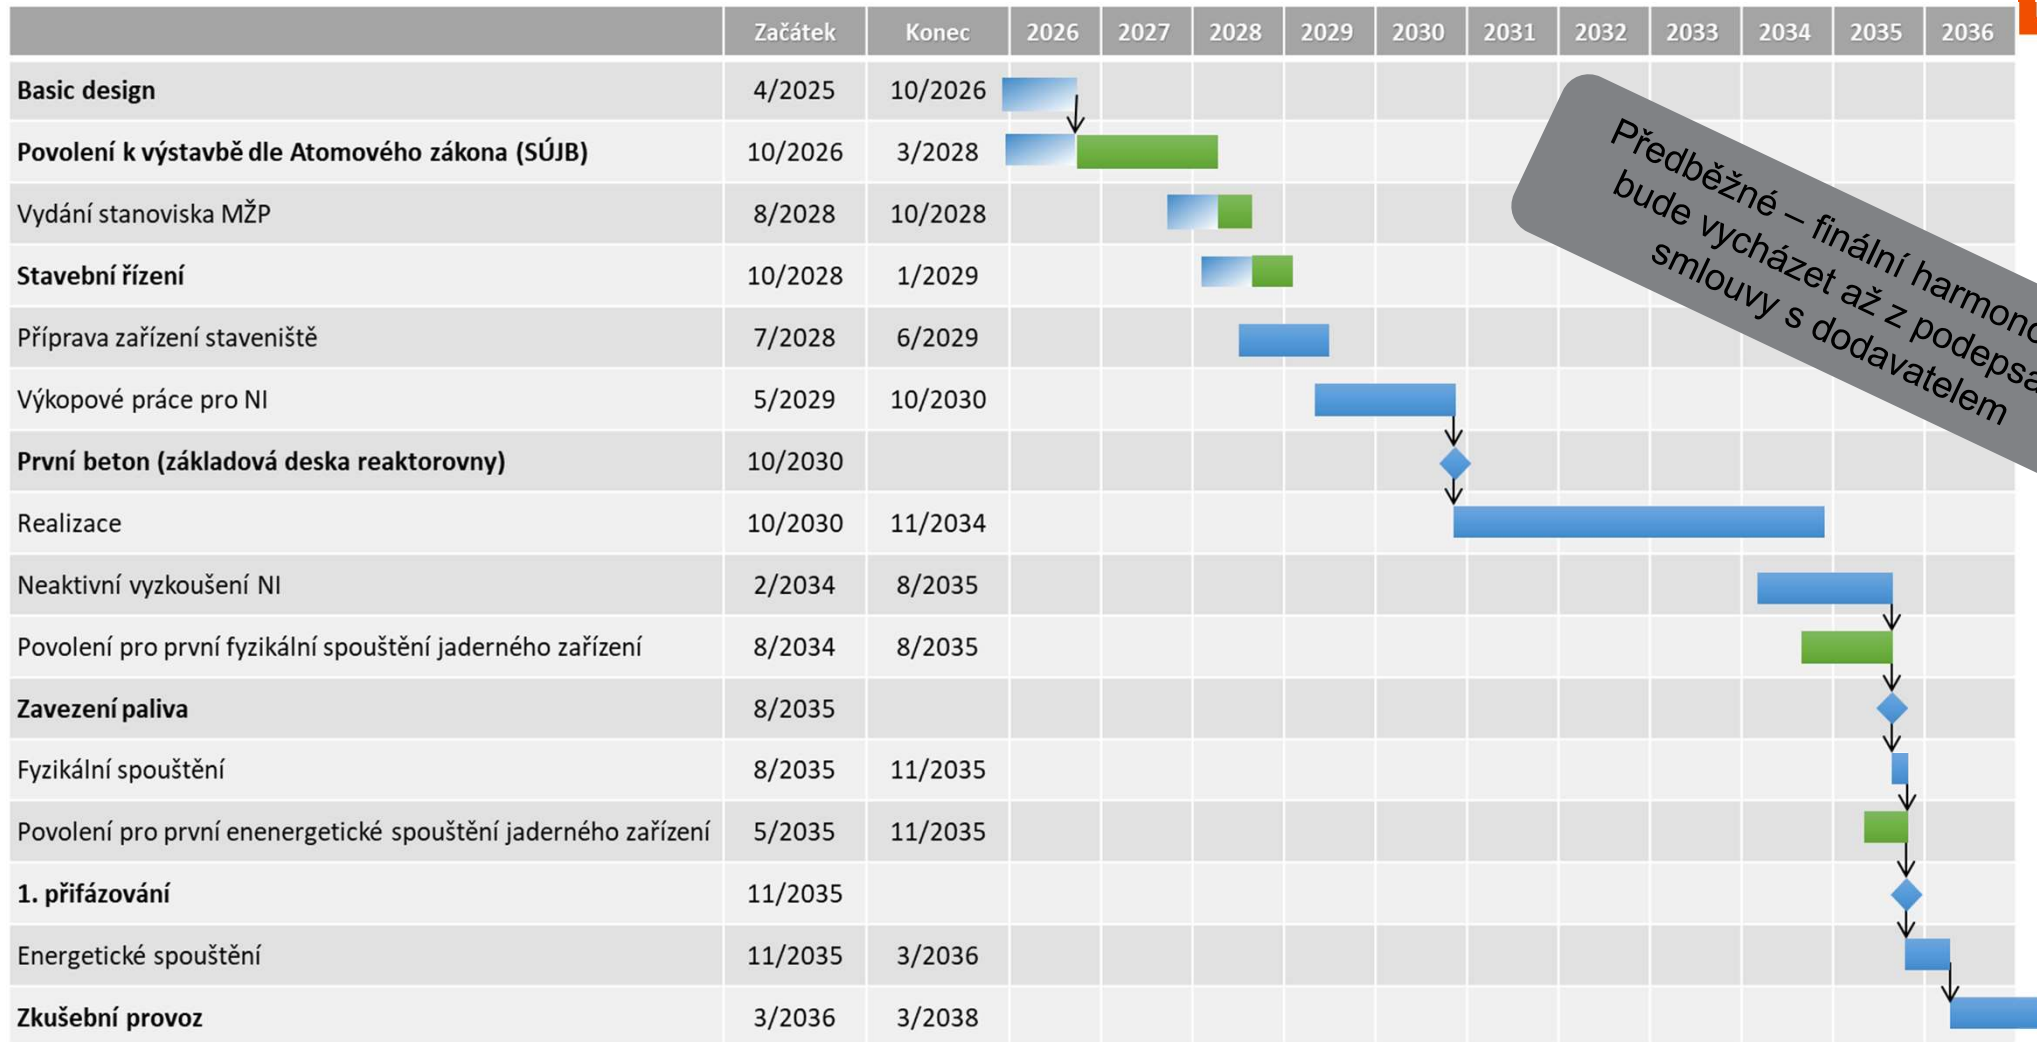 Začátek Konec 2026 2027 2028 2029 2030 2031 2032 2033 2034 2035 2036
Basic design 4/2025 10/2026
Povolení k výstavbě dle Atomového zákona (SÚJB) 10/2026 3/2028
Vydání stanoviska MŽP 8/2028 10/2028
Stavební řízení 10/2028 1/2029
Příprava zařízení staveniště 7/2028 6/2029
Výkopové práce pro NI 5/2029 10/2030
První beton (základová deska reaktorovny) 10/2030
Realizace 10/2030 11/2034
Neaktivní vyzkoušení NI 2/2034 8/2035
Povolení pro první fyzikální spouštění jaderného zařízení 8/2034 8/2035
Zavezení paliva 8/2035
Fyzikální spouštění 8/2035 11/2035
Povolení pro první enenergetické spouštění jaderného zařízení 5/2035 11/2035
1. přifázování 11/2035
Energetické spouštění 11/2035 3/2036
Zkušební provoz 3/2036 3/2038
Předběžné – finální harmono
bude vycházet až z podepsa
smlouvy s dodavatelem